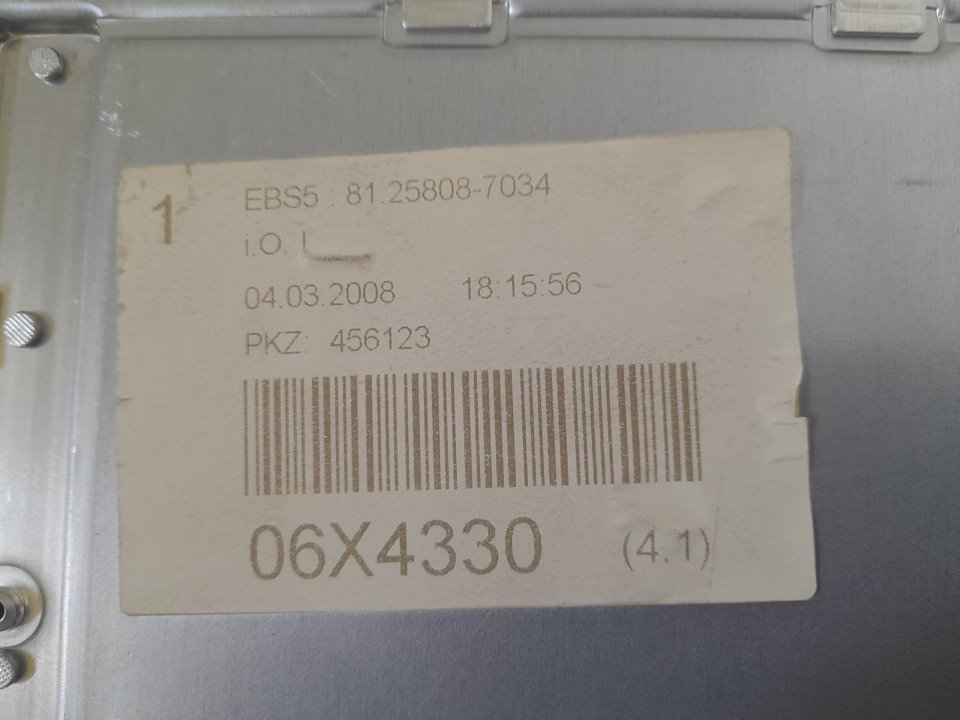 1
EBS5 : 81.25808-7034
i.O.
04.03.2008 18:15:56
PKZ: 456123
06X4330 (4.1)